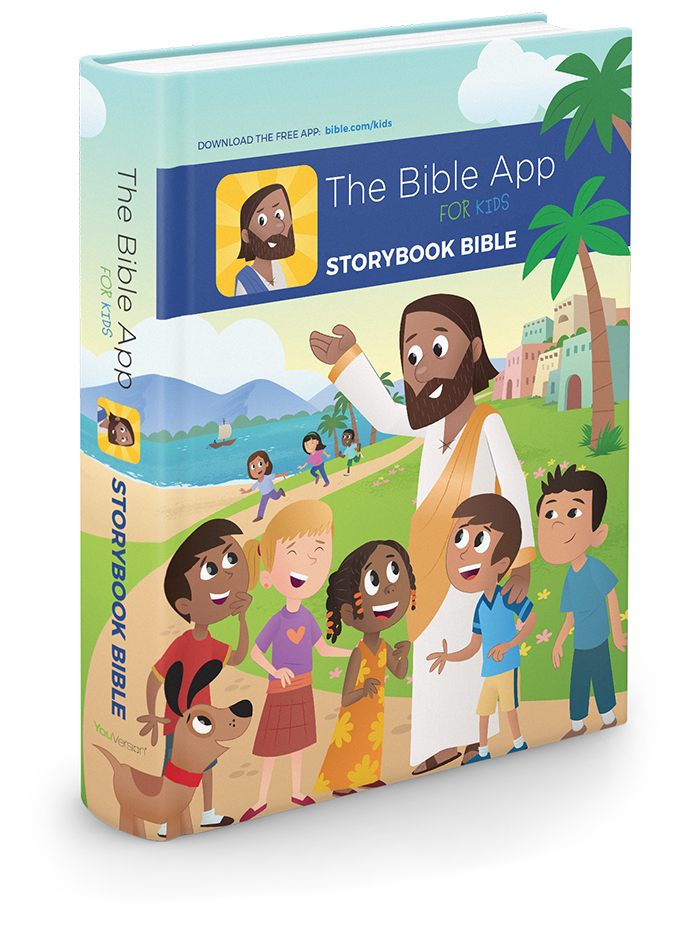 DOWNLOAD THE FREE APP: bible.com/kids
The Bible App
FOR KIDS
STORYBOOK BIBLE
The Bible App
FOR KIDS
STORYBOOK BIBLE
YouVersion